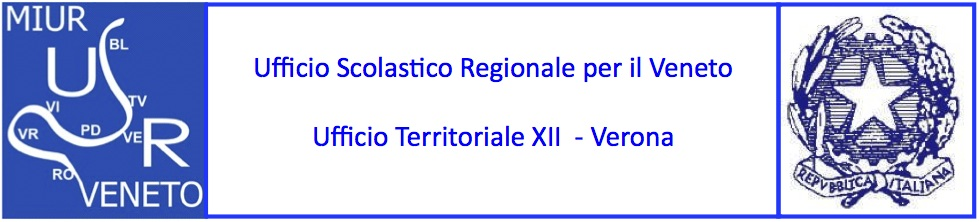 MIUR
U
S
R
BL
VI
TV
VR
PD
VE
RO
VENETO
Ufficio Scolastico Regionale per il Veneto
Ufficio Territoriale XII - Verona
REPVBBLICA ITALIANA